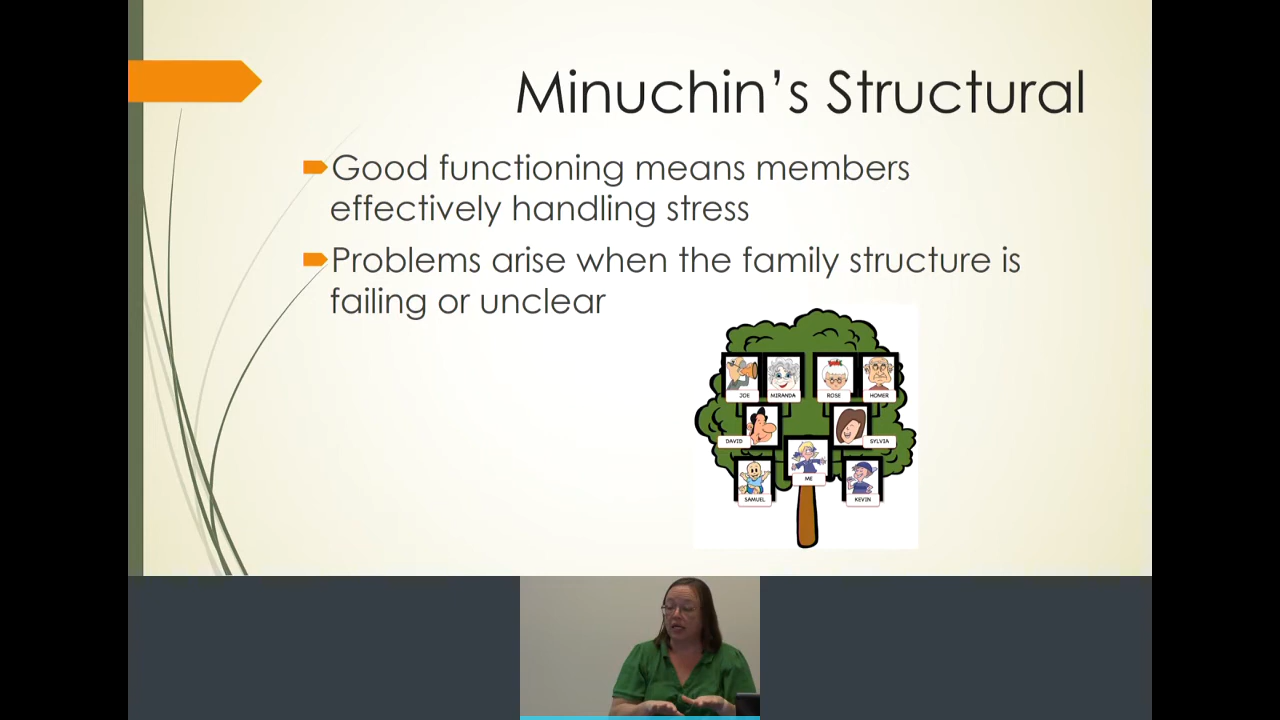 Minuchin's Structural
Good functioning means members
effectively handling stress
Problems arise when the family structure is
failing or unclear
JOE MIRANDA ROSE HOMER
DAVID SYLVIA
ME
SAMUEL KEVIN